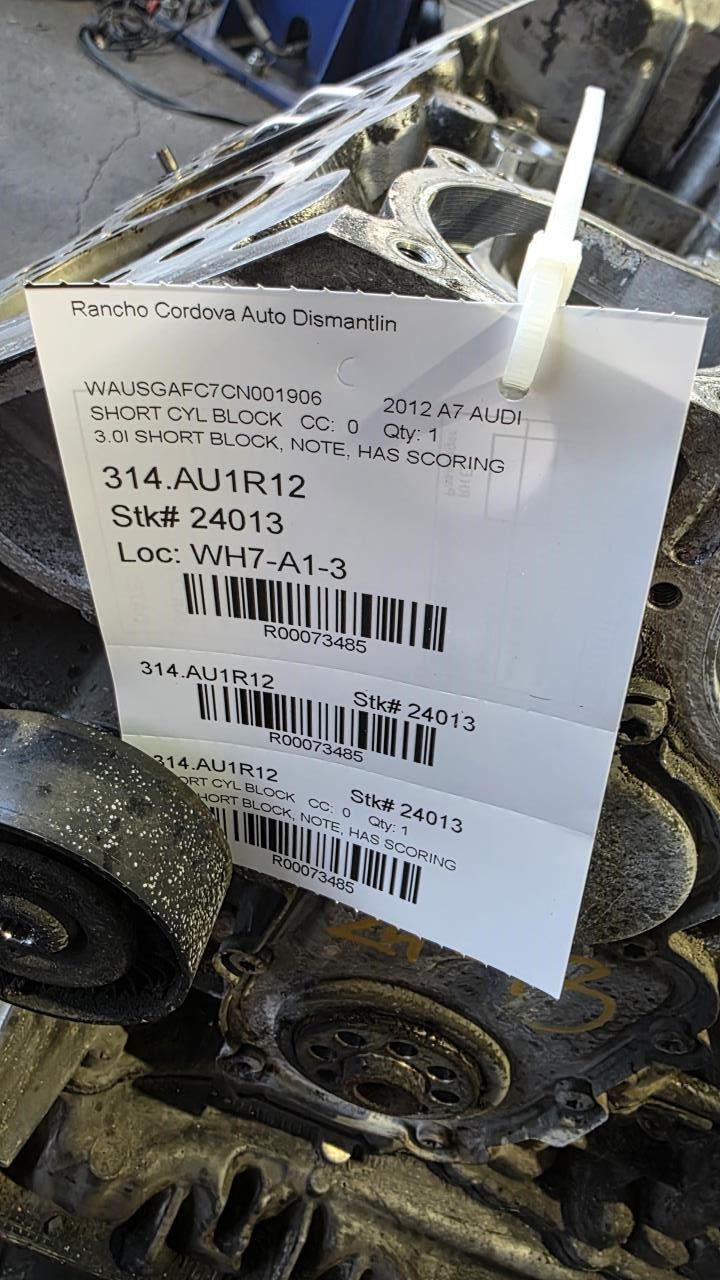 Rancho Cordova Auto Dismantlin
WAUSGAFC7CN001906 2012 A7 AUDI
SHORT CYL BLOCK CC: 0 Qty: 1
3.0l SHORT BLOCK, NOTE, HAS SCORING
314.AU1R12
Stk# 24013
Loc: WH7-A1-3
R00073485
314.AU1R12 Stk# 24013
R00073485
314.AU1R12 Stk# 24013
ORT CYL BLOCK CC: 0 Qty: 1
HORT BLOCK, NOTE, HAS SCORING
R00073485